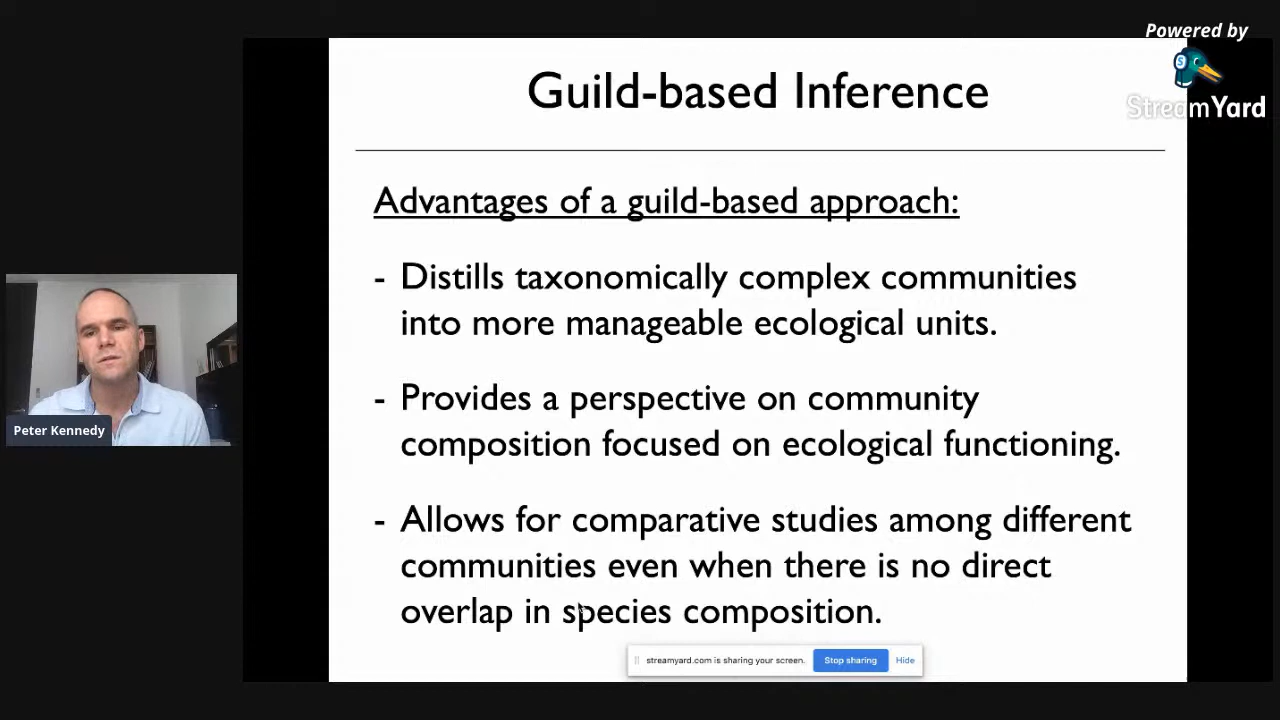 Powered by
StreamYard
Guild-based Inference
Advantages of a guild-based approach:
- Distills taxonomically complex communities
into more manageable ecological units.
- Provides a perspective on community
composition focused on ecological functioning.
- Allows for comparative studies among different
communities even when there is no direct
overlap in species composition.
Peter Kennedy
streamyard.com is sharing your screen. Stop sharing Hide